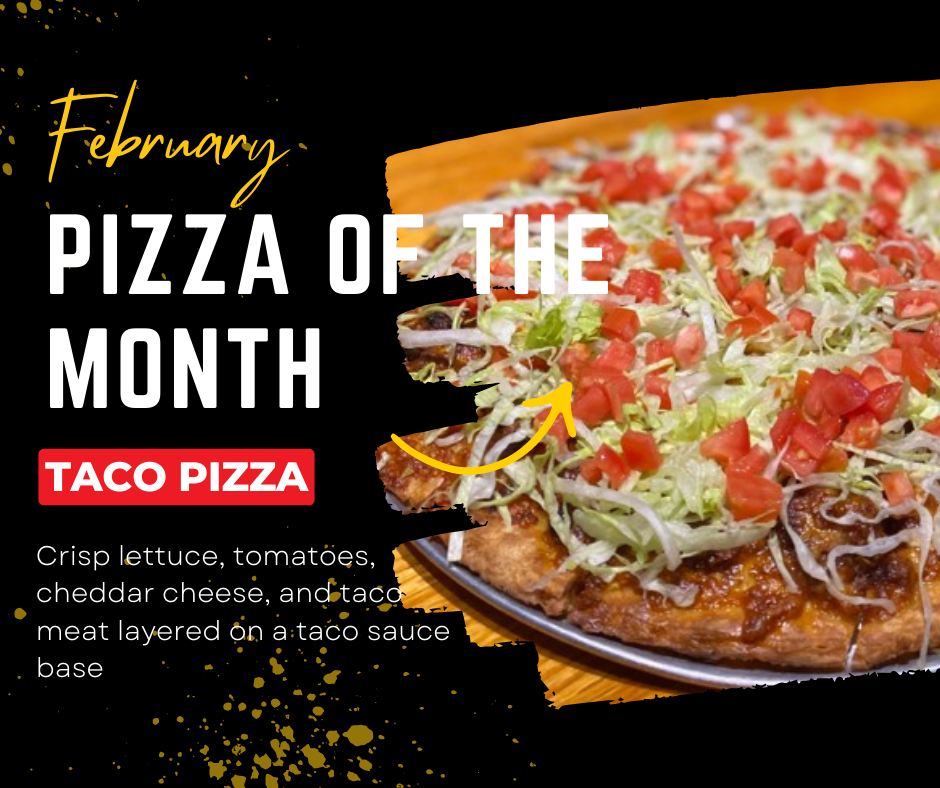 February
PIZZA OF THE
MONTH
TACO PIZZA
Crisp lettuce, tomatoes,
cheddar cheese, and taco
meat layered on a taco sauce
base